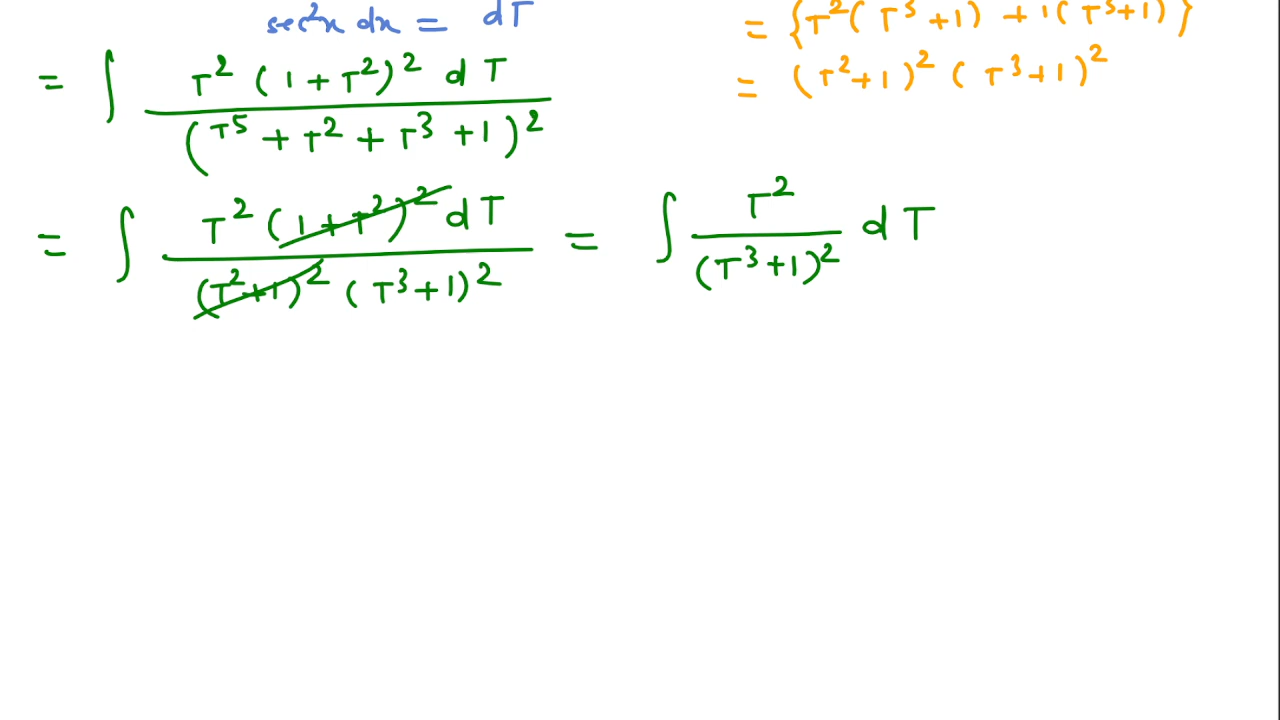 sec²x dx = dT
= {T²(T³+1) + 1(T³+1)}
= ∫ T² (1+T²)² dT / (T⁵ + T² + T³ + 1)²
= (T²+1)² (T³+1)²
= ∫ T² (1+T²)² dT / (T²+1)² (T³+1)² = ∫ T² / (T³+1)² dT